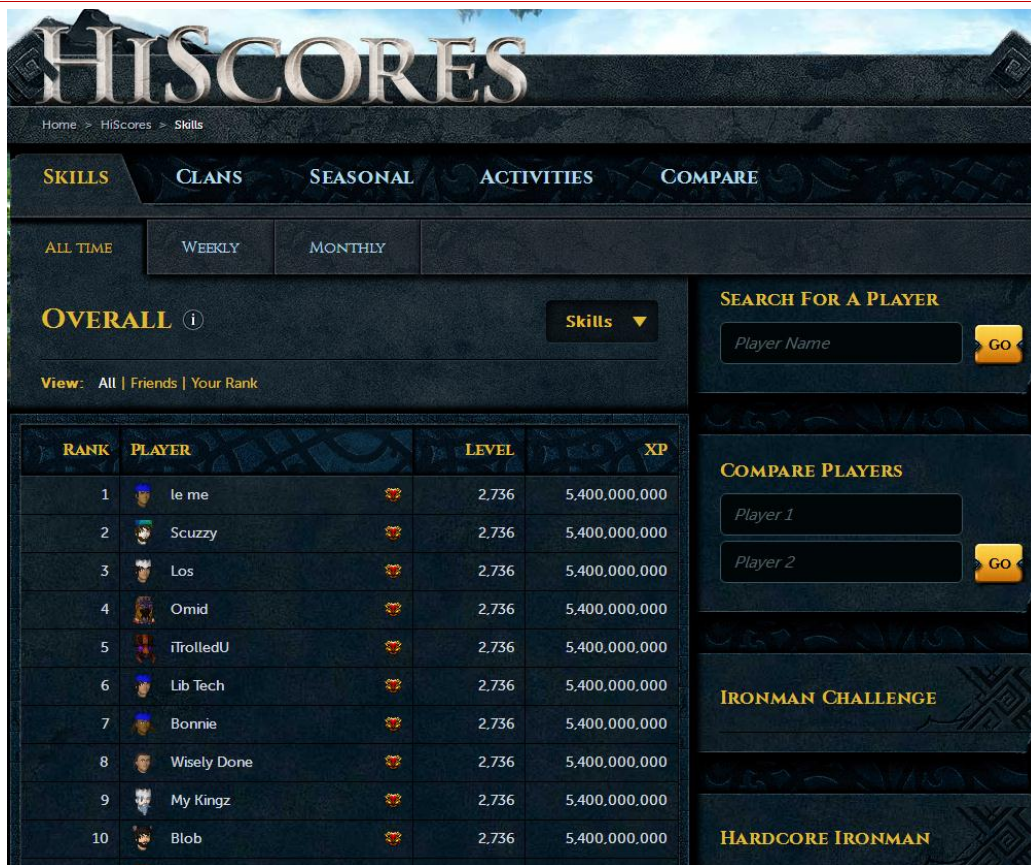 HISCORES
Home > HiScores > Skills
SKILLS CLANS SEASONAL ACTIVITIES COMPARE
ALL TIME WEEKLY MONTHLY
OVERALL i
Skills ▼
View: All | Friends | Your Rank
RANK PLAYER LEVEL XP
1 le me 2,736 5,400,000,000
2 Scuzzy 2,736 5,400,000,000
3 Los 2,736 5,400,000,000
4 Omid 2,736 5,400,000,000
5 iTrolledU 2,736 5,400,000,000
6 Lib Tech 2,736 5,400,000,000
7 Bonnie 2,736 5,400,000,000
8 Wisely Done 2,736 5,400,000,000
9 My Kingz 2,736 5,400,000,000
10 Blob 2,736 5,400,000,000
SEARCH FOR A PLAYER
Player Name GO
COMPARE PLAYERS
Player 1
Player 2 GO
IRONMAN CHALLENGE
HARDCORE IRONMAN